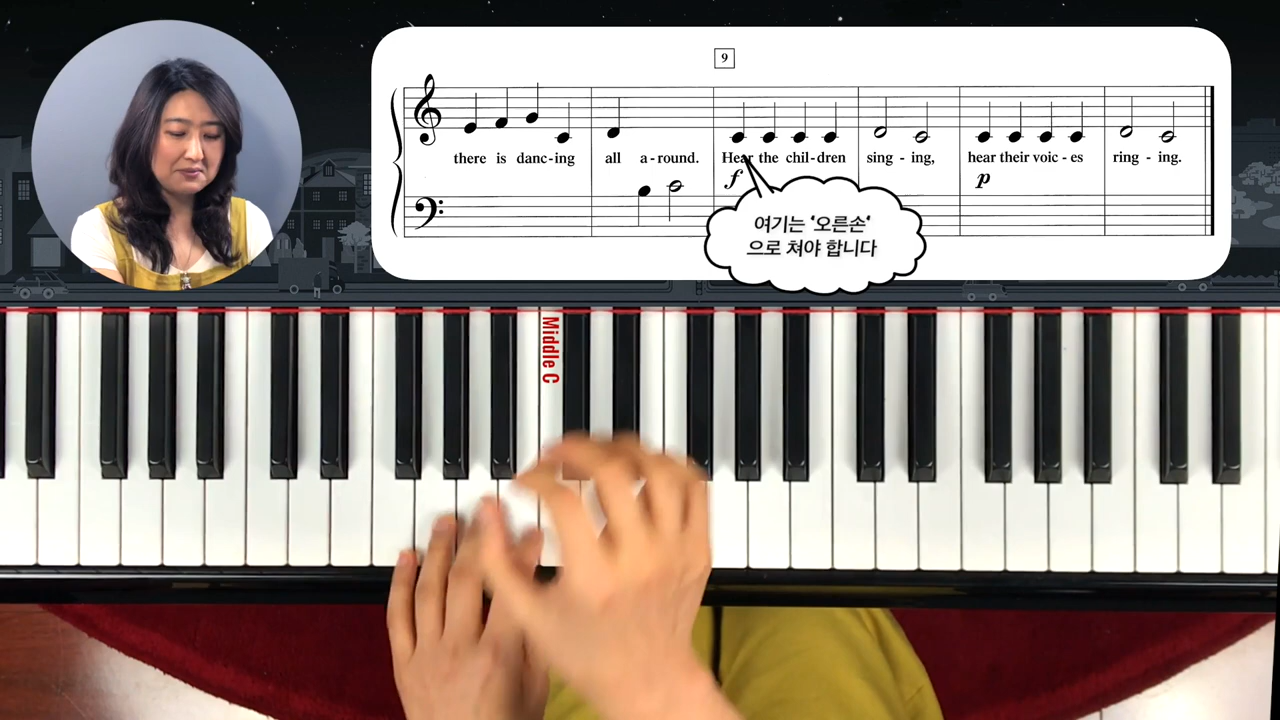 9
there is danc-ing all a-round. Hear the chil-dren sing-ing, hear their voic-es ring-ing.
f p
여기는 '오른손'
으로 쳐야 합니다
Middle C